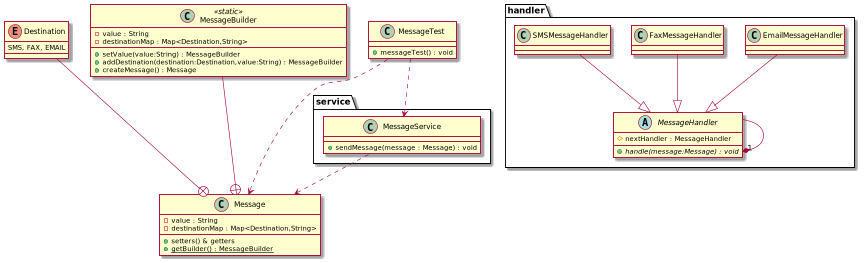 E Destination
SMS, FAX, EMAIL
C «static»
MessageBuilder
value : String
destinationMap : Map<Destination,String>
setValue(value:String) : MessageBuilder
addDestination(destination:Destination,value:String) : MessageBuilder
createMessage() : Message
C MessageTest
messageTest() : void
service
C MessageService
sendMessage(message : Message) : void
C Message
value : String
destinationMap : Map<Destination,String>
setters() & getters
getBuilder() : MessageBuilder
handler
C SMSMessageHandler
C FaxMessageHandler
C EmailMessageHandler
A MessageHandler
nextHandler : MessageHandler
handle(message:Message) : void
1